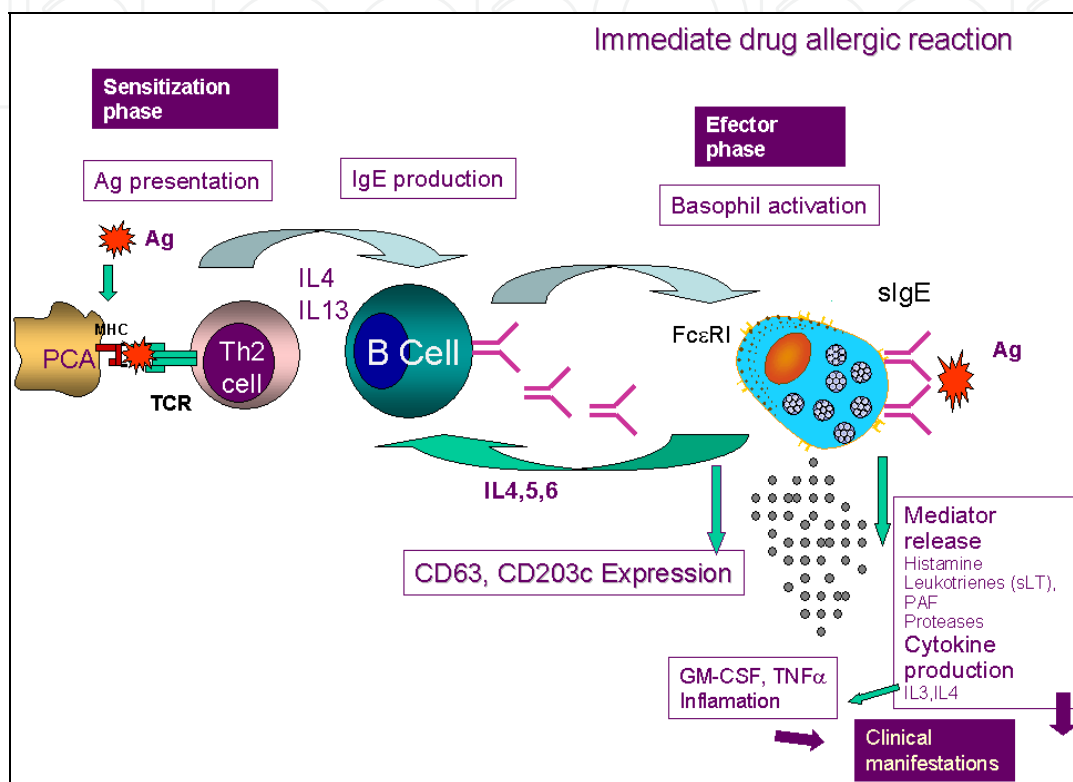 Immediate drug allergic reaction
Sensitization
phase
Efector
phase
Ag presentation
IgE production
Basophil activation
Ag
IL4
IL13
sIgE
MHC
PCA
Th2
cell
B Cell
FcεRI
Ag
TCR
IL4,5,6
CD63, CD203c Expression
Mediator
release
Histamine
Leukotrienes (sLT),
PAF
Proteases
Cytokine
production
IL3,IL4
GM-CSF, TNFα
Inflamation
Clinical
manifestations